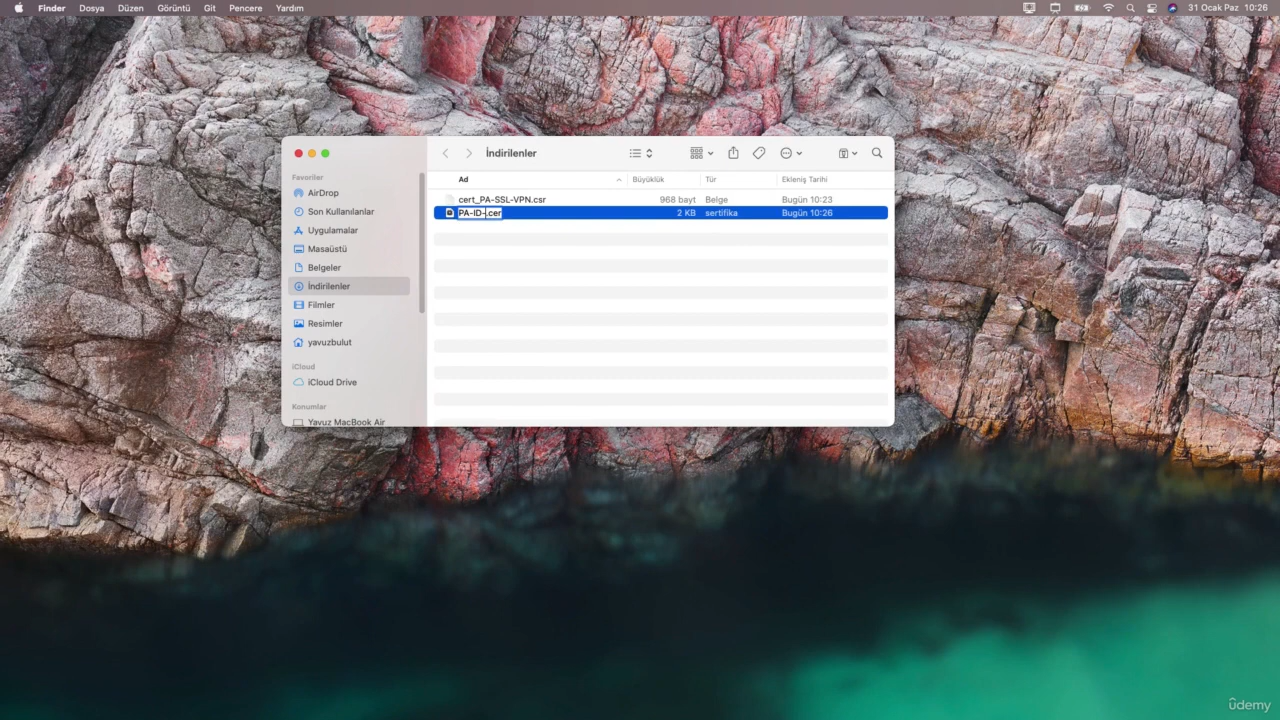 Finder Dosya Düzen Görüntü Git Pencere Yardım 31 Ocak Paz 10:26
İndirilenler
Favoriler
AirDrop
Son Kullanılanlar
Uygulamalar
Masaüstü
Belgeler
İndirilenler
Filmler
Resimler
yavuzbulut
iCloud
iCloud Drive
Konumlar
Yavuz MacBook Air
Ad Büyüklük Tür Ekleniş Tarihi
cert_PA-SSL-VPN.csr 968 bayt Belge Bugün 10:23
PA-ID-.cer 2 KB sertifika Bugün 10:26
ûdemy